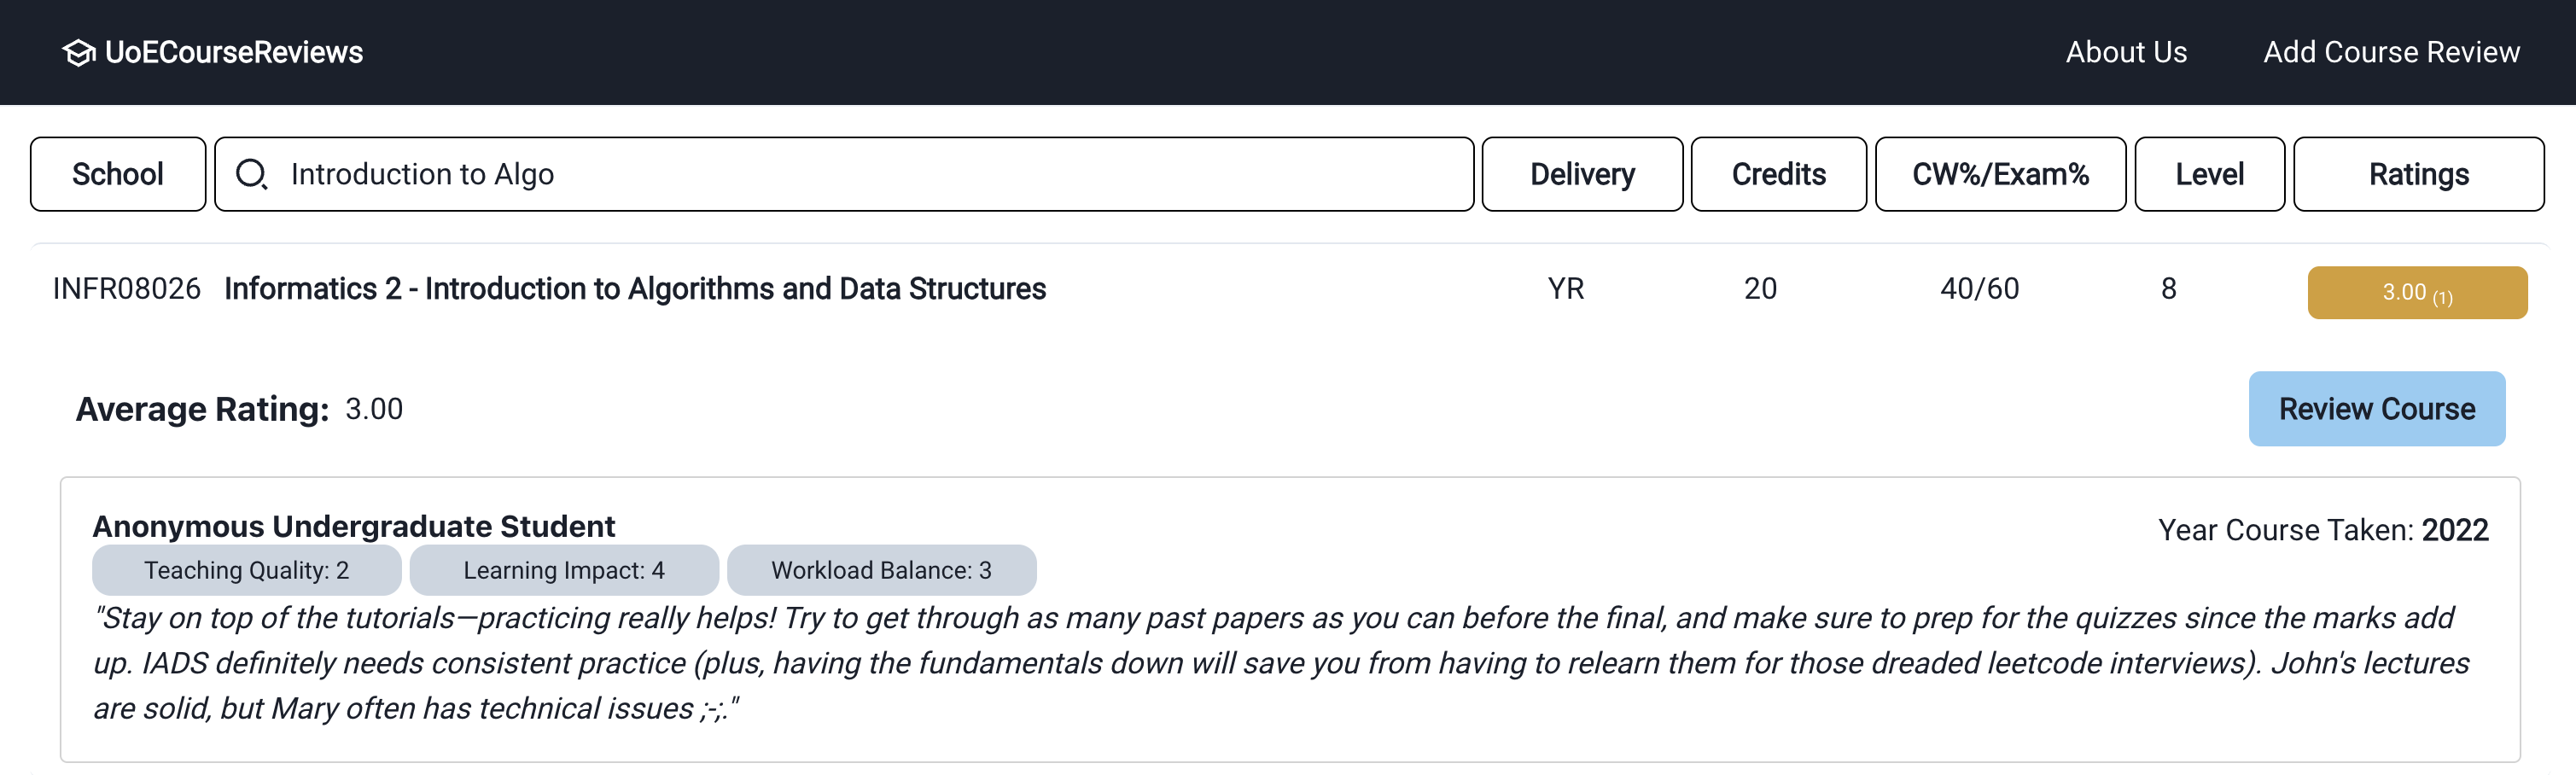 UoECourseReviews About Us Add Course Review
School Introduction to Algo Delivery Credits CW%/Exam% Level Ratings
INFR08026 Informatics 2 - Introduction to Algorithms and Data Structures YR 20 40/60 8 3.00 (1)
Average Rating: 3.00 Review Course
Anonymous Undergraduate Student Year Course Taken: 2022
Teaching Quality: 2 Learning Impact: 4 Workload Balance: 3
"Stay on top of the tutorials—practicing really helps! Try to get through as many past papers as you can before the final, and make sure to prep for the quizzes since the marks add
up. IADS definitely needs consistent practice (plus, having the fundamentals down will save you from having to relearn them for those dreaded leetcode interviews). John's lectures
are solid, but Mary often has technical issues ;-;."